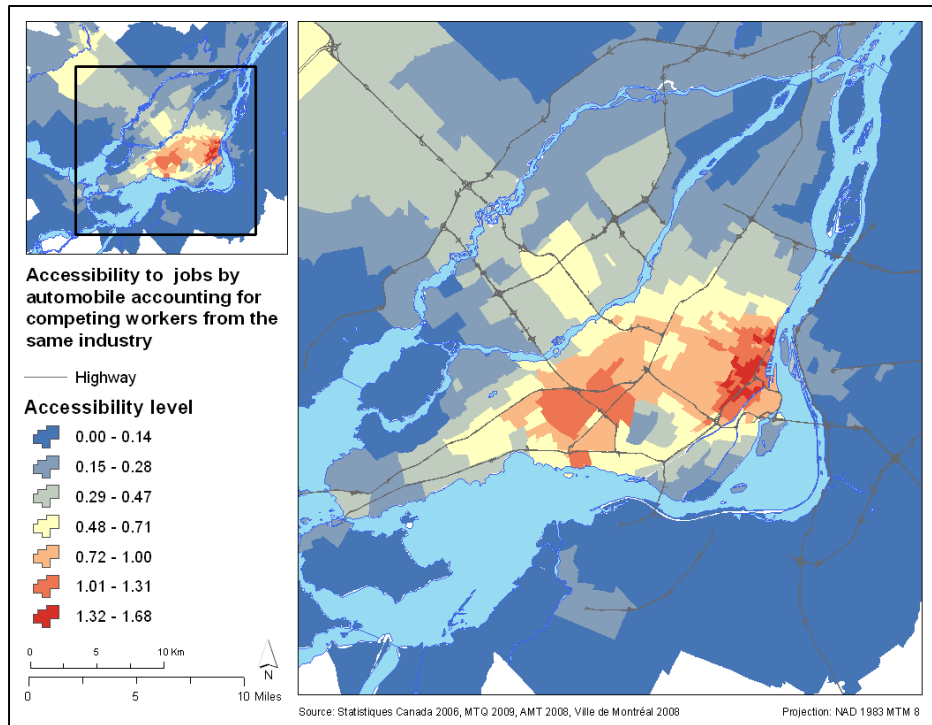 Accessibility to jobs by
automobile accounting for
competing workers from the
same industry
Highway
Accessibility level
0.00 - 0.14
0.15 - 0.28
0.29 - 0.47
0.48 - 0.71
0.72 - 1.00
1.01 - 1.31
1.32 - 1.68
0 5 10 Km
N
0 5 10 Miles
Source: Statistiques Canada 2006, MTQ 2009, AMT 2008, Ville de Montréal 2008
Projection: NAD 1983 MTM 8